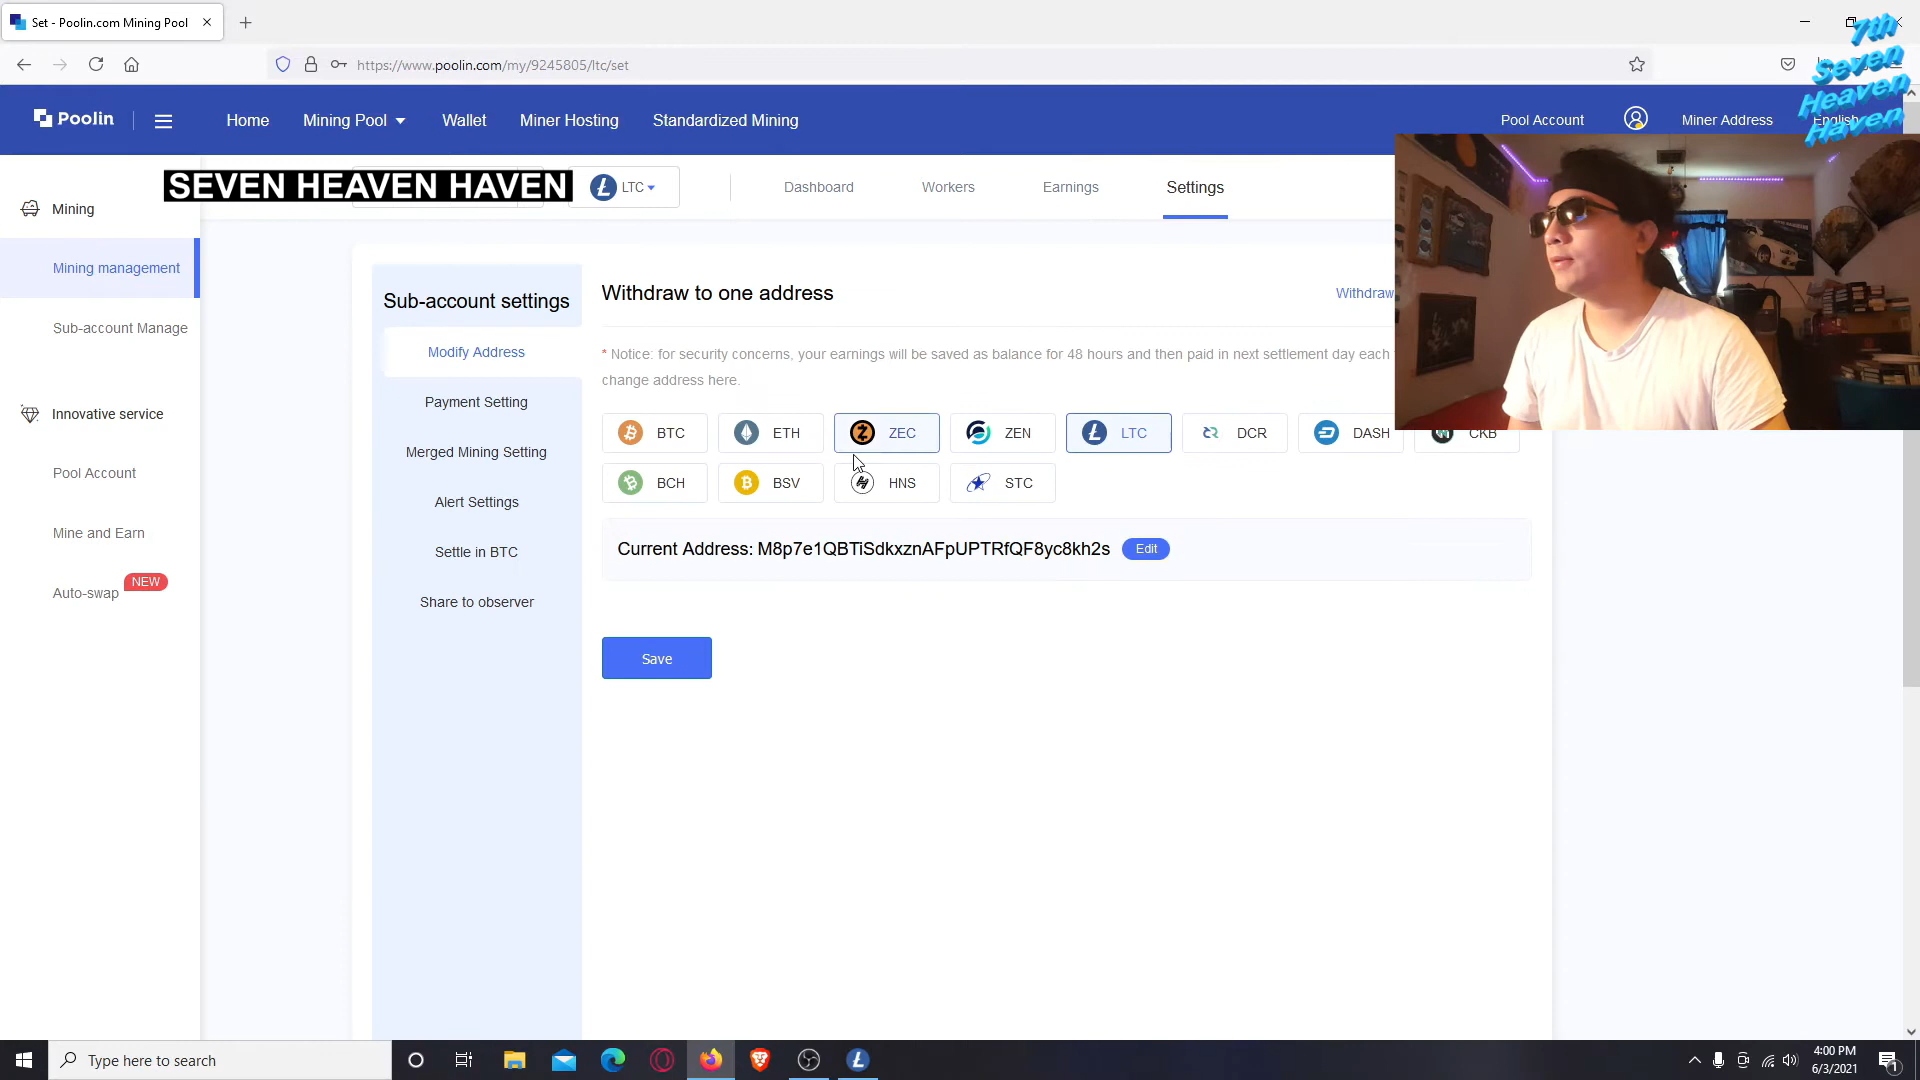 Set - Poolin.com Mining Pool
https://www.poolin.com/my/9245805/ltc/set
7th
Seven
Heaven
Haven
Poolin
Home
Mining Pool
Wallet
Miner Hosting
Standardized Mining
Pool Account
Miner Address
English
SEVEN HEAVEN HAVEN
LTC
Dashboard
Workers
Earnings
Settings
Mining
Mining management
Sub-account Manage
Innovative service
Pool Account
Mine and Earn
Auto-swap NEW
Sub-account settings
Modify Address
Payment Setting
Merged Mining Setting
Alert Settings
Settle in BTC
Share to observer
Withdraw to one address
Withdraw
* Notice: for security concerns, your earnings will be saved as balance for 48 hours and then paid in next settlement day each
change address here.
BTC
ETH
ZEC
ZEN
LTC
DCR
DASH
CKB
BCH
BSV
HNS
STC
Current Address: M8p7e1QBTiSdkxznAFpUPTRfQF8yc8kh2s
Edit
Save
Type here to search
4:00 PM
6/3/2021
1